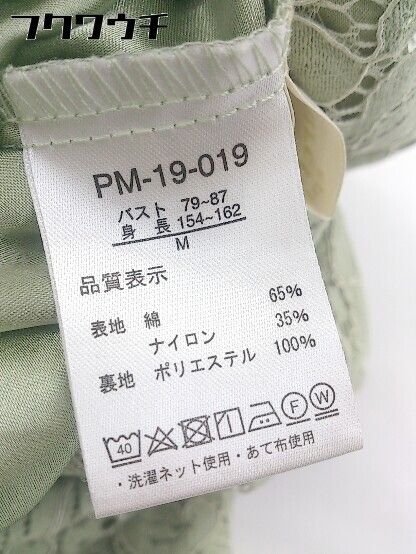 フクウチ
PM-19-019
バスト 79~87
身 長 154~162
M
品質表示
表地 綿 65%
ナイロン 35%
裏地 ポリエステル 100%
40 F W
・洗濯ネット使用・あて布使用